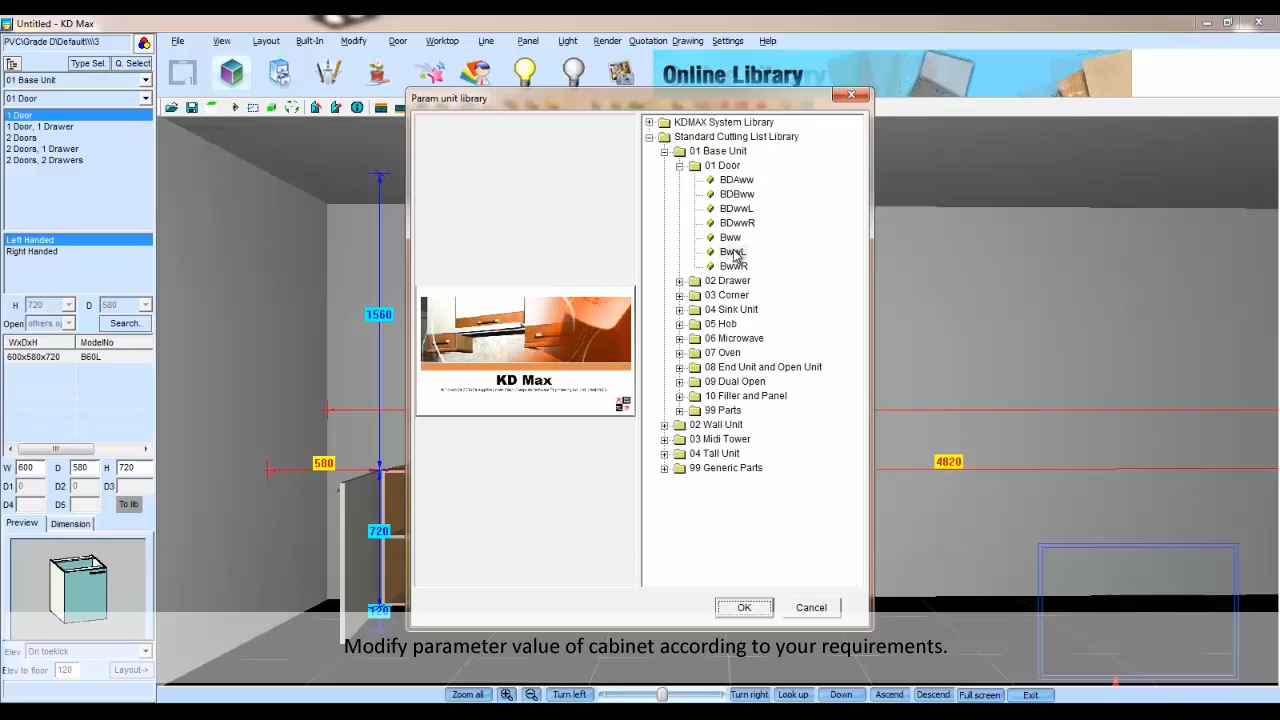 Untitled - KD Max
PVC\Grade D\Default\\\\3
File View Layout Built-In Modify Door Worktop Line Panel Light Render Quotation Drawing Settings Help
Type Set Q. Select
01 Base Unit
01 Door
1 Door
1 Door, 1 Drawer
2 Doors
2 Doors, 1 Drawer
2 Doors, 2 Drawers
Left Handed
Right Handed
H 720 D 580
Open others.op Search..
WxDxH ModelNo
600x580x720 B60L
W 600 D 580 H 720
D1 0 D2 0 D3
D4 D5 To lib
Preview Dimension
Elev On toekick
Elev to floor 120 Layout->
Online Library
Param unit library
KD Max
KDMAX System Library
Standard Cutting List Library
01 Base Unit
01 Door
BDAww
BDBww
BDwwL
BDwwR
Bww
BwwL
BwwR
02 Drawer
03 Corner
04 Sink Unit
05 Hob
06 Microwave
07 Oven
08 End Unit and Open Unit
09 Dual Open
10 Filler and Panel
99 Parts
02 Wall Unit
03 Midi Tower
04 Tall Unit
99 Generic Parts
OK Cancel
1560
580
4820
720
120
Modify parameter value of cabinet according to your requirements.
Zoom all Turn left Turn right Look up Down Ascend Descend Full screen Exit